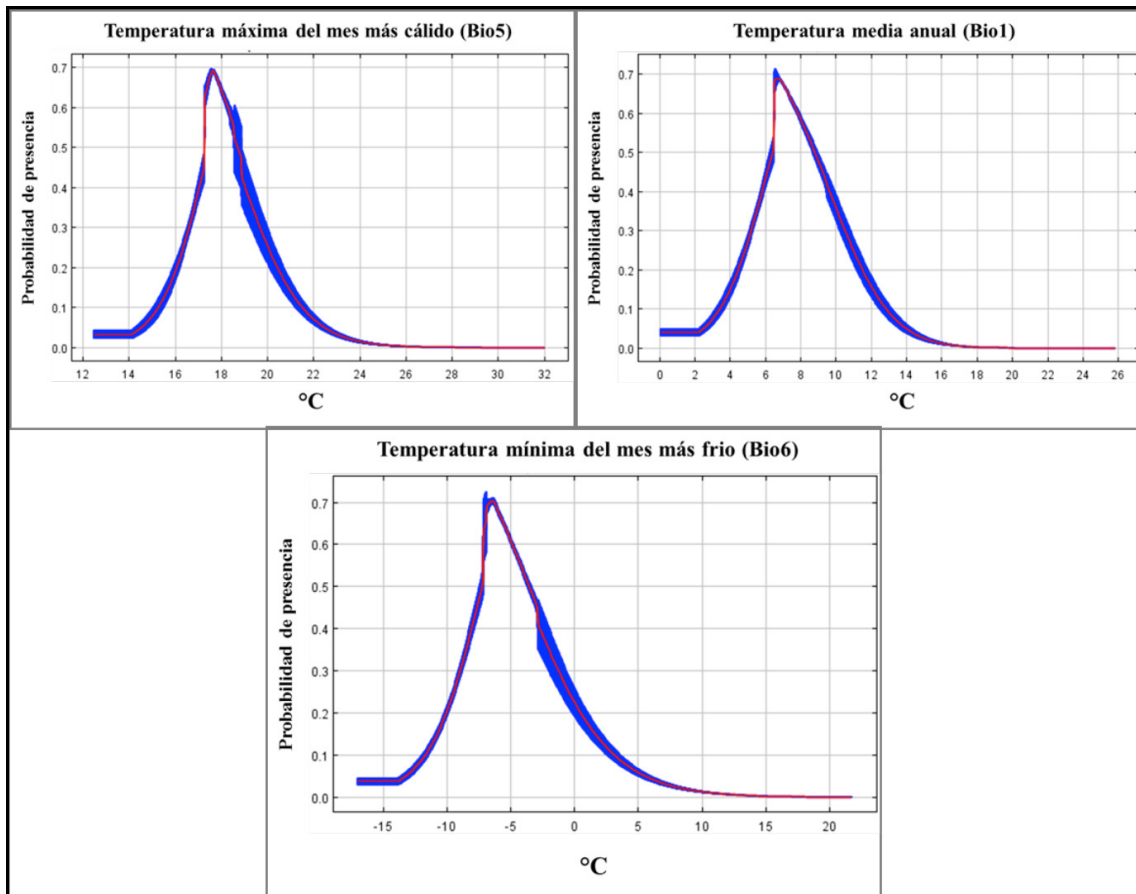 Temperatura máxima del mes más cálido (Bio5)
Probabilidad de presencia
0.7
0.6
0.5
0.4
0.3
0.2
0.1
0.0
12 14 16 18 20 22 24 26 28 30 32
°C
Temperatura media anual (Bio1)
Probabilidad de presencia
0.7
0.6
0.5
0.4
0.3
0.2
0.1
0.0
0 2 4 6 8 10 12 14 16 18 20 22 24 26
°C
Temperatura mínima del mes más frio (Bio6)
Probabilidad de presencia
0.7
0.6
0.5
0.4
0.3
0.2
0.1
0.0
-15 -10 -5 0 5 10 15 20
°C